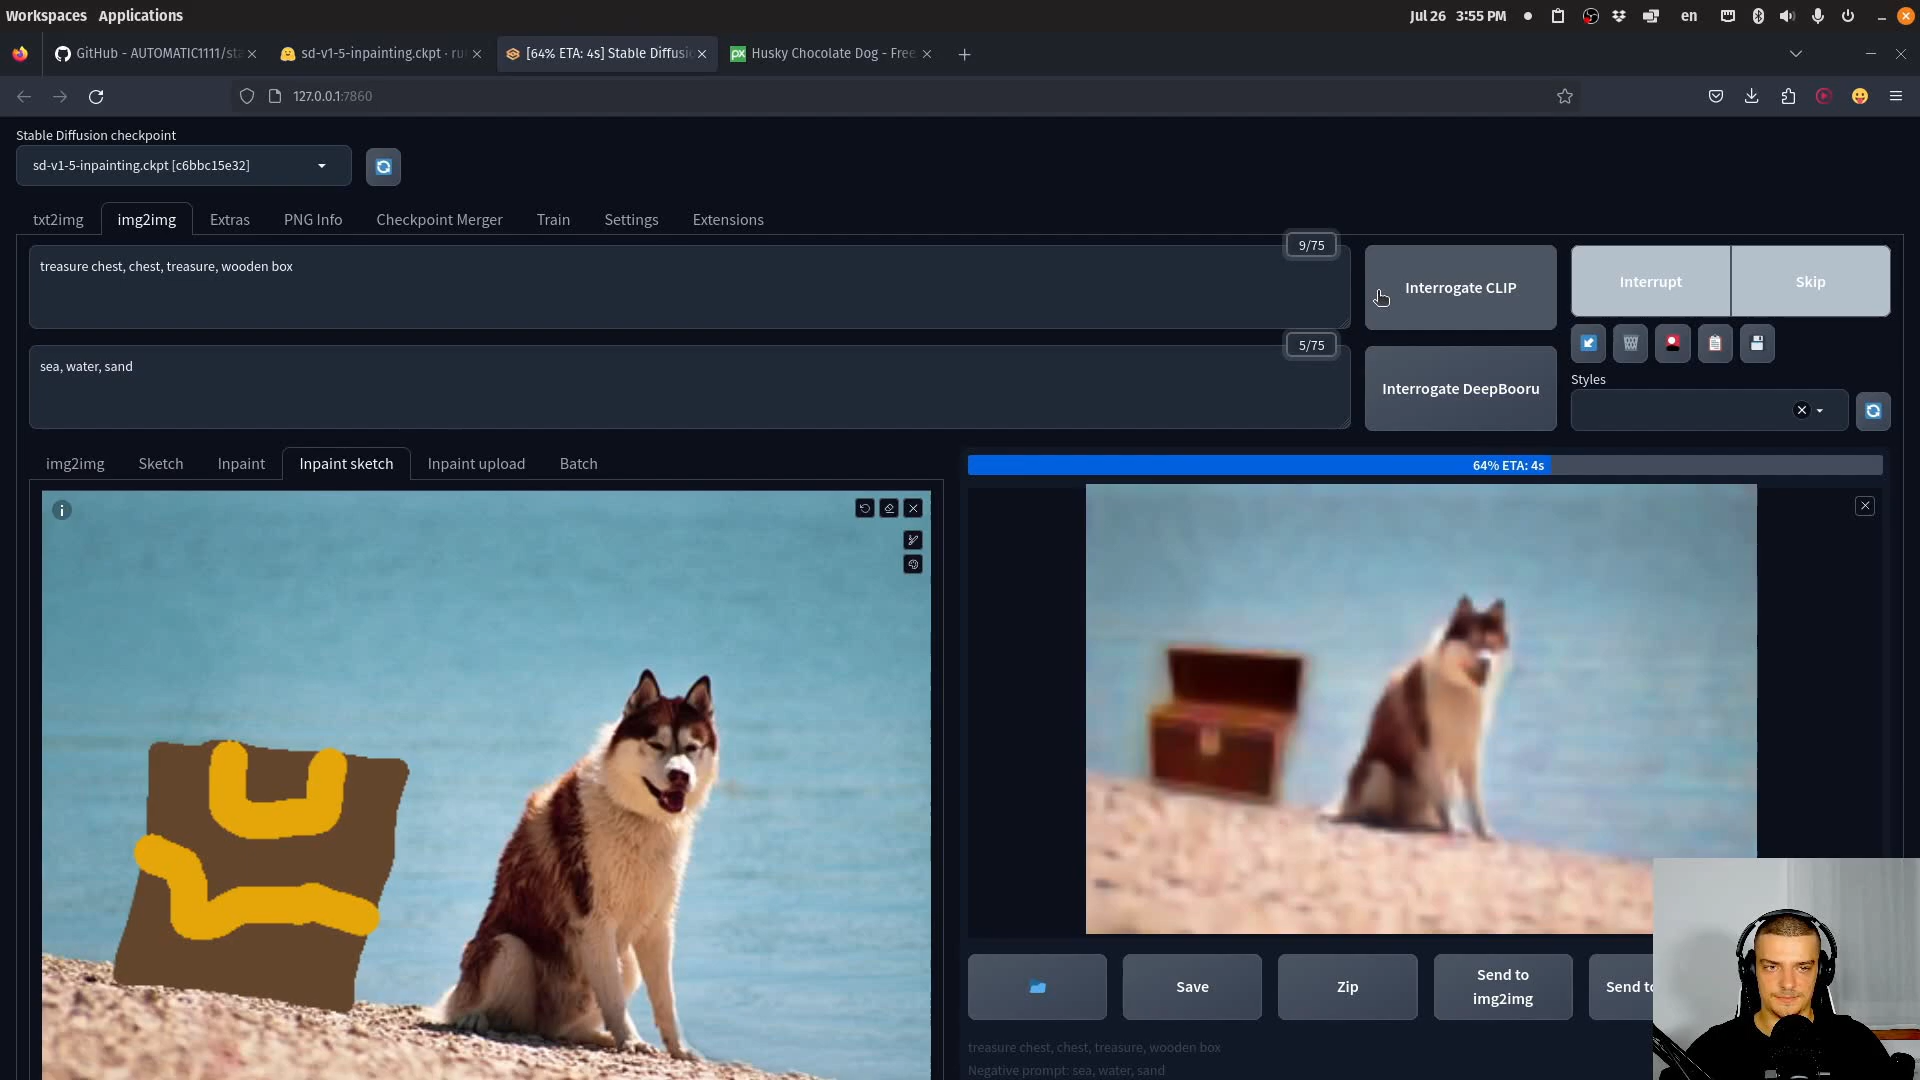 Workspaces Applications
Jul 26 3:55 PM
en
GitHub - AUTOMATIC1111/sta
sd-v1-5-inpainting.ckpt · ru
[64% ETA: 4s] Stable Diffusi
px
Husky Chocolate Dog - Free
127.0.0.1:7860
Stable Diffusion checkpoint
sd-v1-5-inpainting.ckpt [c6bbc15e32]
txt2img
img2img
Extras
PNG Info
Checkpoint Merger
Train
Settings
Extensions
9/75
treasure chest, chest, treasure, wooden box
Interrogate CLIP
Interrupt
Skip
5/75
sea, water, sand
Interrogate DeepBooru
Styles
img2img
Sketch
Inpaint
Inpaint sketch
Inpaint upload
Batch
64% ETA: 4s
i
Save
Zip
Send to
img2img
Send to
treasure chest, chest, treasure, wooden box
Negative prompt: sea, water, sand